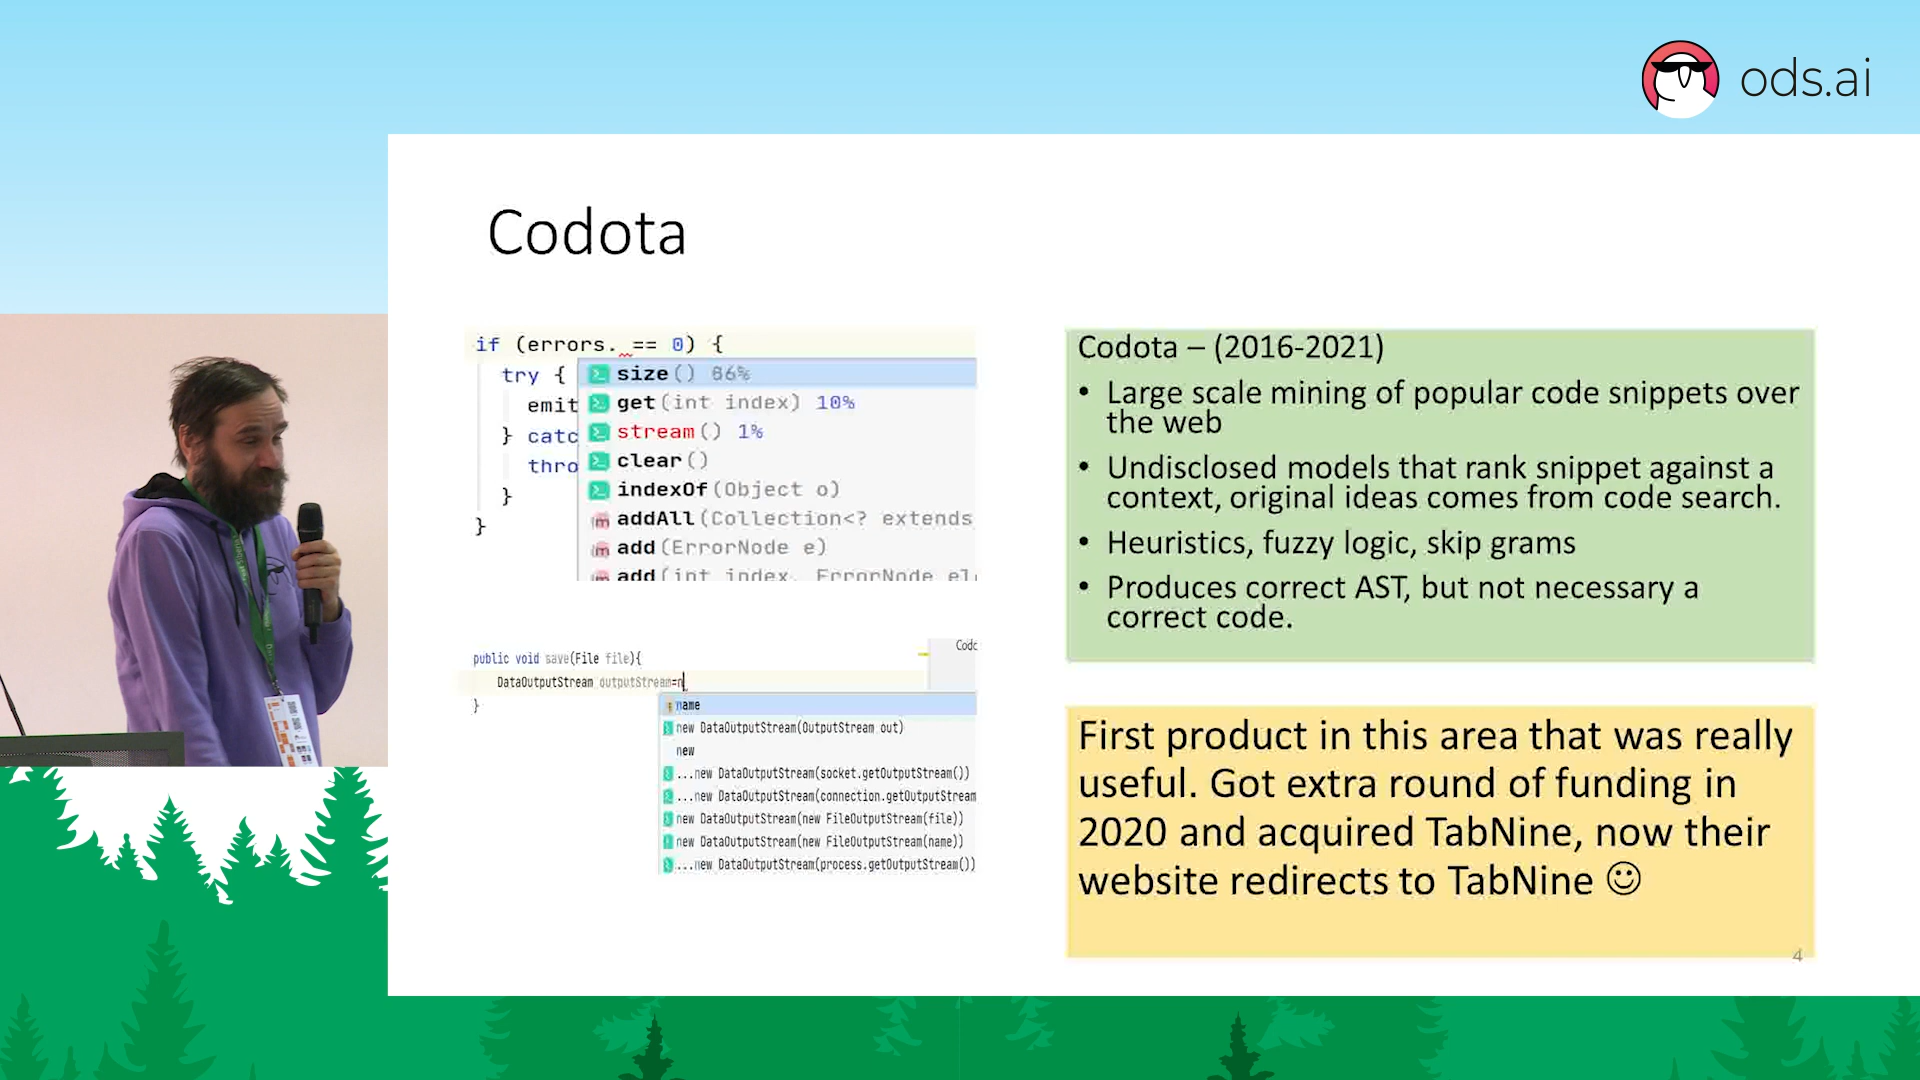 ods.ai
Codota
if (errors. == 0) {
try {
emit
} catc
thro
}
}
size() 86%
get(int index) 10%
stream() 1%
clear()
indexOf(Object o)
addAll(Collection<? extends
add(ErrorNode e)
add(int index, ErrorNode el
public void save(File file){
DataOutputStream outputStream=n
}
name
new DataOutputStream(OutputStream out)
new
...new DataOutputStream(socket.getOutputStream())
...new DataOutputStream(connection.getOutputStream
new DataOutputStream(new FileOutputStream(file))
new DataOutputStream(new FileOutputStream(name))
...new DataOutputStream(process.getOutputStream())
Codota – (2016-2021)
• Large scale mining of popular code snippets over
the web
• Undisclosed models that rank snippet against a
context, original ideas comes from code search.
• Heuristics, fuzzy logic, skip grams
• Produces correct AST, but not necessary a
correct code.
First product in this area that was really
useful. Got extra round of funding in
2020 and acquired TabNine, now their
website redirects to TabNine ☺
4